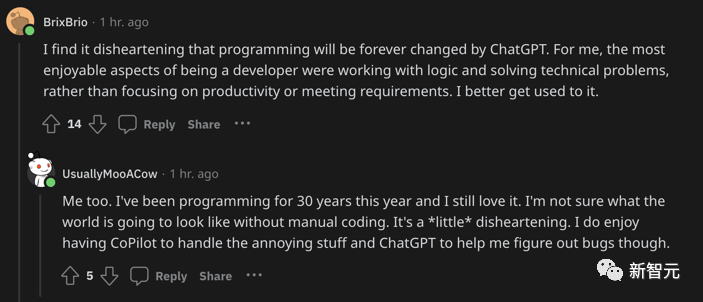 BrixBrio · 1 hr. ago
I find it disheartening that programming will be forever changed by ChatGPT. For me, the most
enjoyable aspects of being a developer were working with logic and solving technical problems,
rather than focusing on productivity or meeting requirements. I better get used to it.
14 Reply Share ···
UsuallyMooACow · 1 hr. ago
Me too. I've been programming for 30 years this year and I still love it. I'm not sure what the
world is going to look like without manual coding. It's a *little* disheartening. I do enjoy
having CoPilot to handle the annoying stuff and ChatGPT to help me figure out bugs though.
5 Reply Share ···
新智元